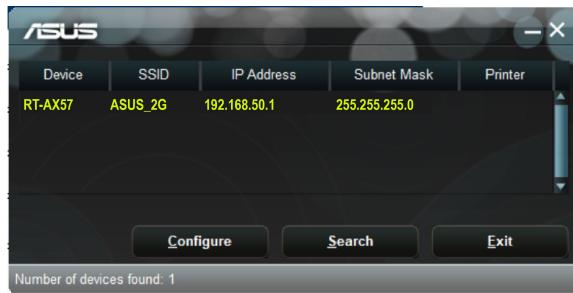 ASUS
Device SSID IP Address Subnet Mask Printer
RT-AX57 ASUS_2G 192.168.50.1 255.255.255.0
Configure Search Exit
Number of devices found: 1